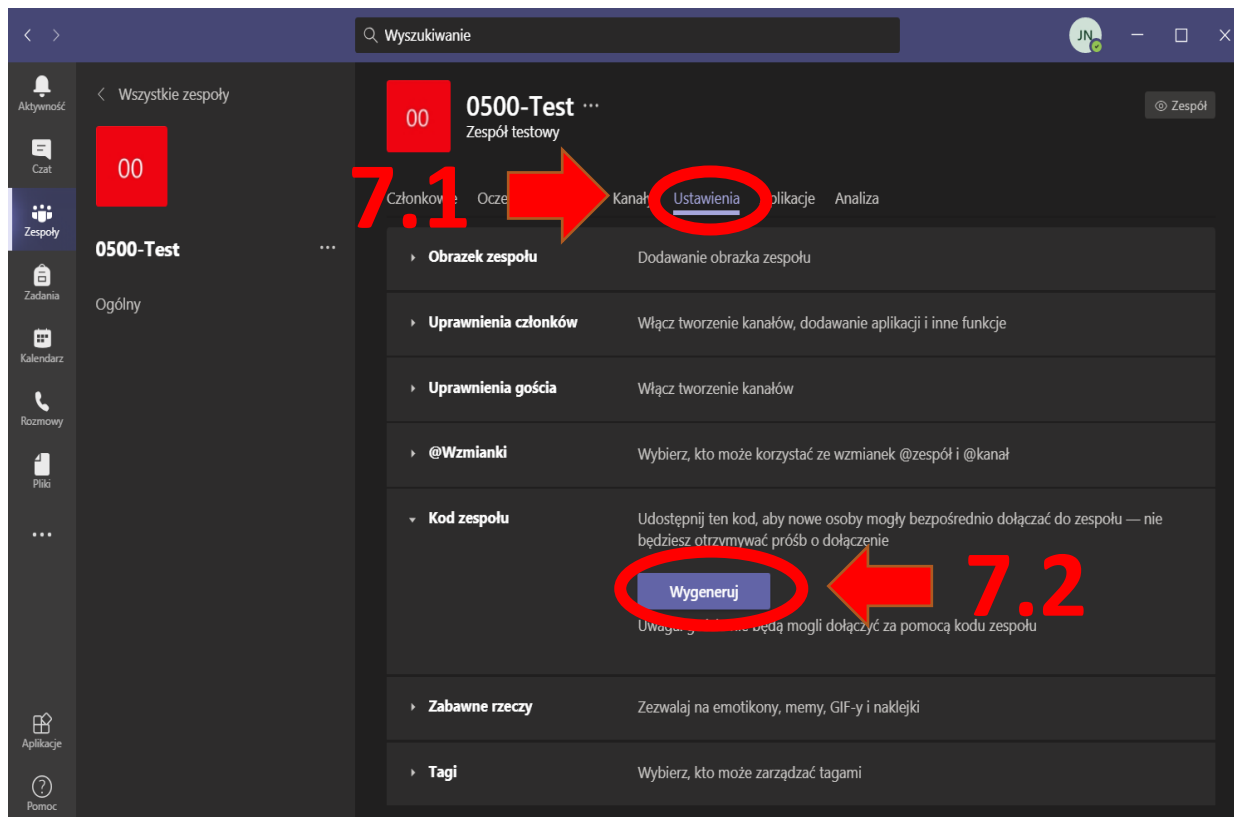 Wyszukiwanie
JN
Aktywność
Czat
Zespoły
Zadania
Kalendarz
Rozmowy
Pliki
Aplikacje
Pomoc
Wszystkie zespoły
00
0500-Test
Ogólny
00
0500-Test
Zespół testowy
Zespół
7.1
Ustawienia
Analiza
Obrazek zespołu
Dodawanie obrazka zespołu
Uprawnienia członków
Włącz tworzenie kanałów, dodawanie aplikacji i inne funkcje
Uprawnienia gościa
Włącz tworzenie kanałów
@Wzmianki
Wybierz, kto może korzystać ze wzmianek @zespół i @kanał
Kod zespołu
Udostępnij ten kod, aby nowe osoby mogły bezpośrednio dołączać do zespołu — nie
będziesz otrzymywać próśb o dołączenie
Wygeneruj
7.2
będą mogli dołączyć za pomocą kodu zespołu
Zabawne rzeczy
Zezwalaj na emotikony, memy, GIF-y i naklejki
Tagi
Wybierz, kto może zarządzać tagami